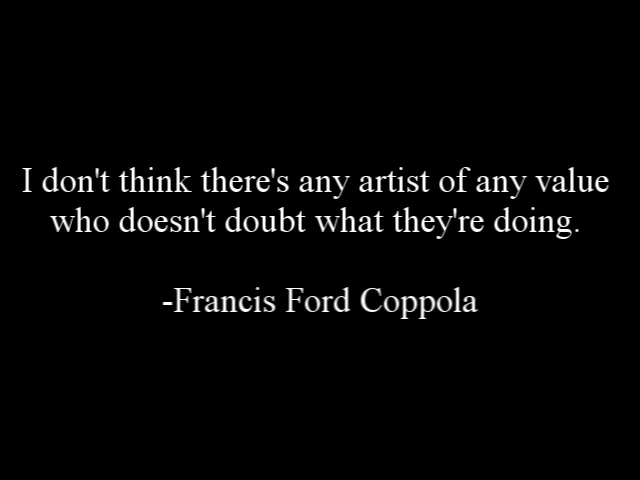 I don't think there's any artist of any value
who doesn't doubt what they're doing.
-Francis Ford Coppola